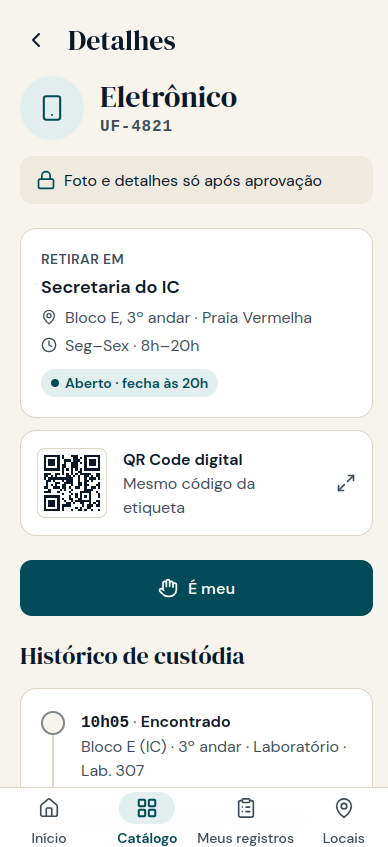 Detalhes
Eletrônico
UF-4821
Foto e detalhes só após aprovação
RETIRAR EM
Secretaria do IC
Bloco E, 3º andar · Praia Vermelha
Seg–Sex · 8h–20h
Aberto · fecha às 20h
QR Code digital
Mesmo código da
etiqueta
É meu
Histórico de custódia
10h05 · Encontrado
Bloco E (IC) · 3º andar · Laboratório ·
Lab. 307
Início
Catálogo
Meus registros
Locais